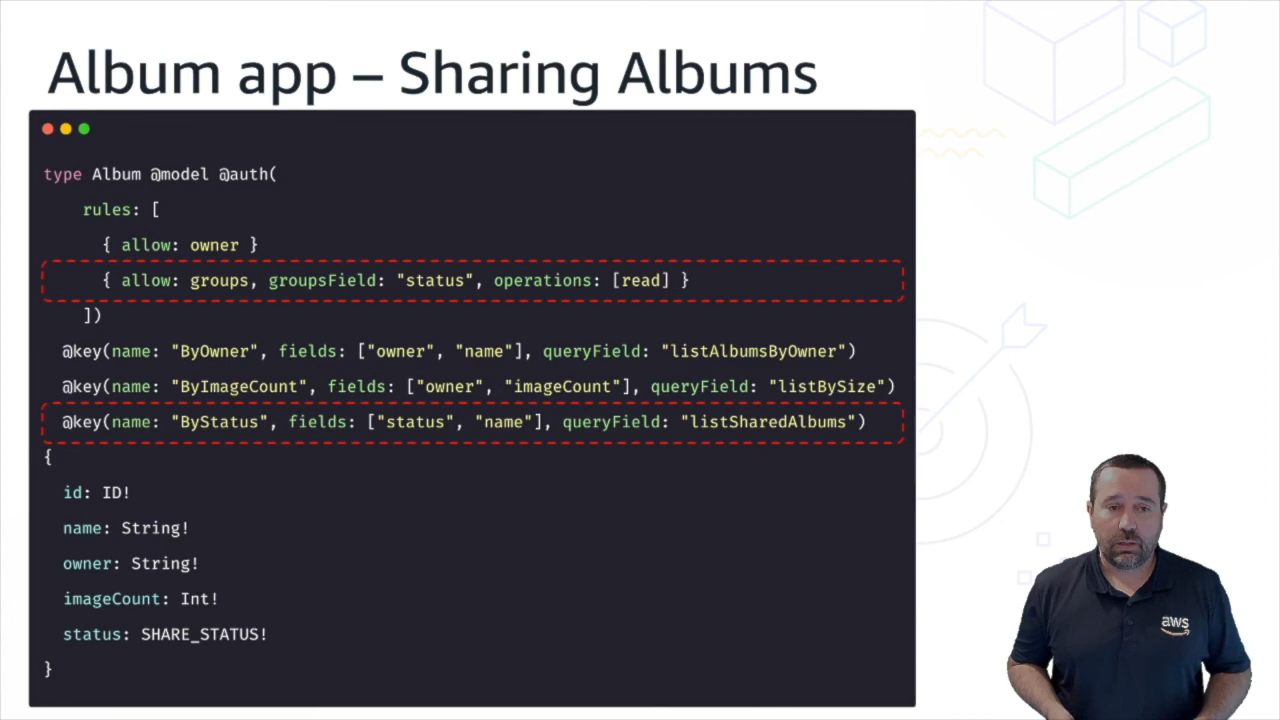 Album app – Sharing Albums
type Album @model @auth(
rules: [
{ allow: owner }
{ allow: groups, groupsField: "status", operations: [read] }
])
@key(name: "ByOwner", fields: ["owner", "name"], queryField: "listAlbumsByOwner")
@key(name: "ByImageCount", fields: ["owner", "imageCount"], queryField: "listBySize")
@key(name: "ByStatus", fields: ["status", "name"], queryField: "listSharedAlbums")
{
id: ID!
name: String!
owner: String!
imageCount: Int!
status: SHARE_STATUS!
}
aws